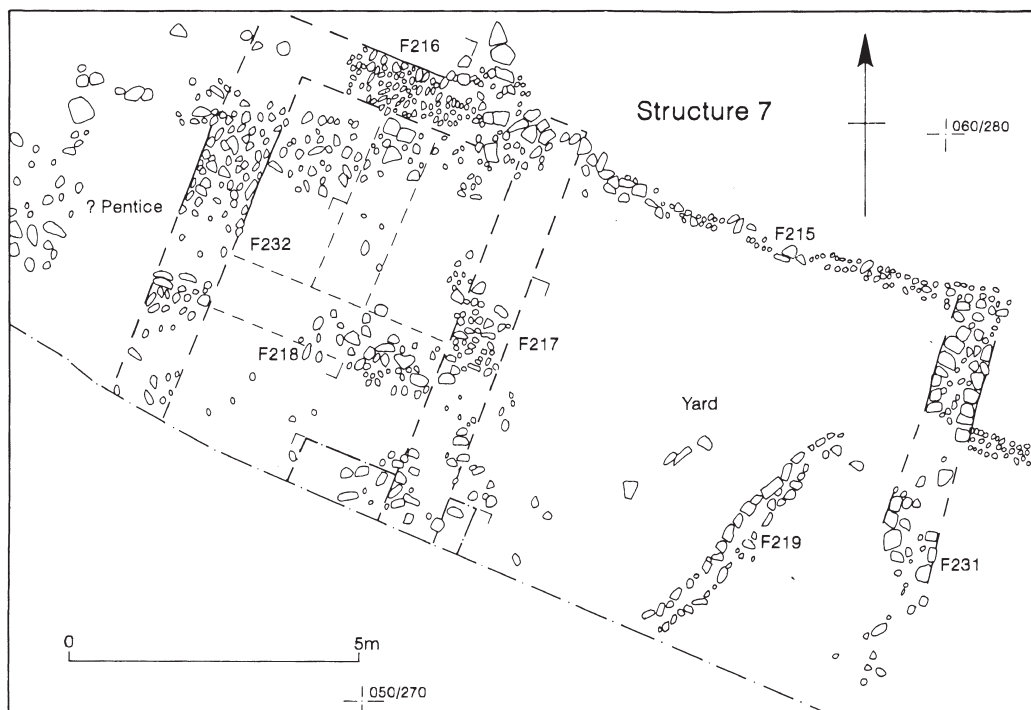 F216
Structure 7
060/280
? Pentice
F215
F232
F218
F217
Yard
F219
F231
0 5m
050/270